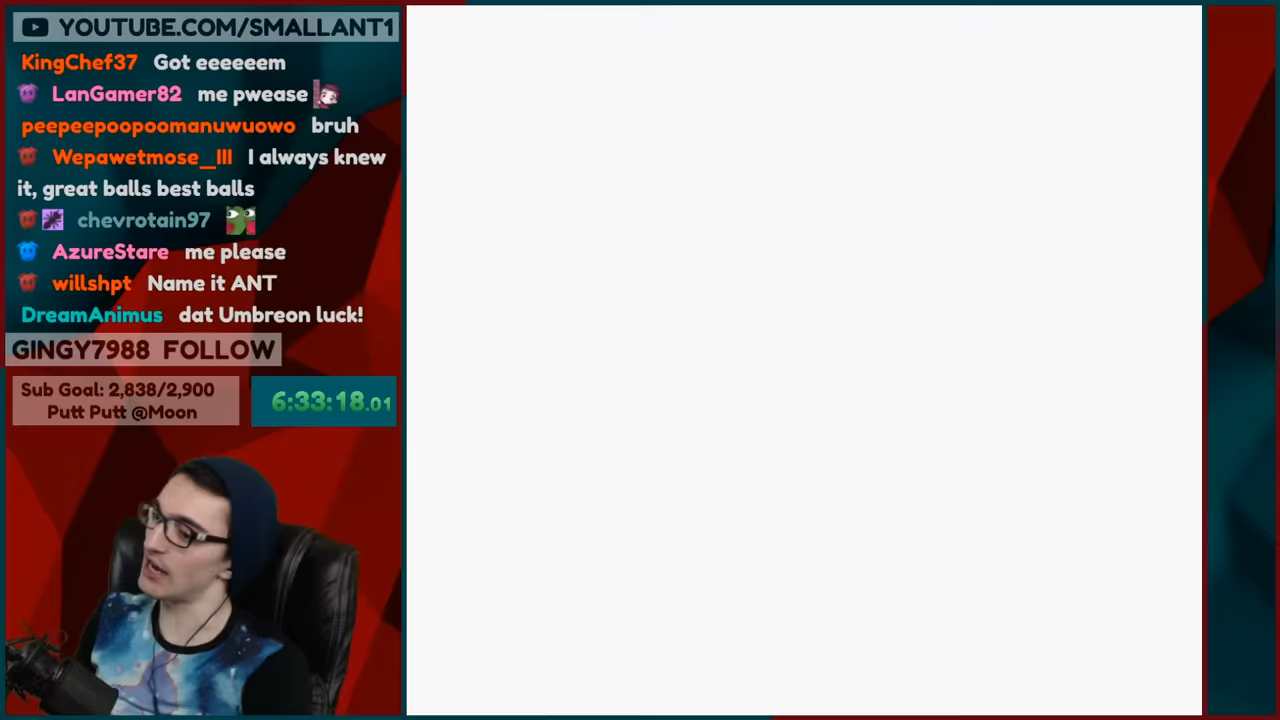 YOUTUBE.COM/SMALLANT1
KingChef37 Got eeeeeem
LanGamer82 me pwease
peepeepoopoomanuwuowo bruh
Wepawetmose__III I always knew
it, great balls best balls
chevrotain97
AzureStare me please
willshpt Name it ANT
DreamAnimus dat Umbreon luck!
GINGY7988 FOLLOW
Sub Goal: 2,838/2,900
Putt Putt @Moon
6:33:18.01